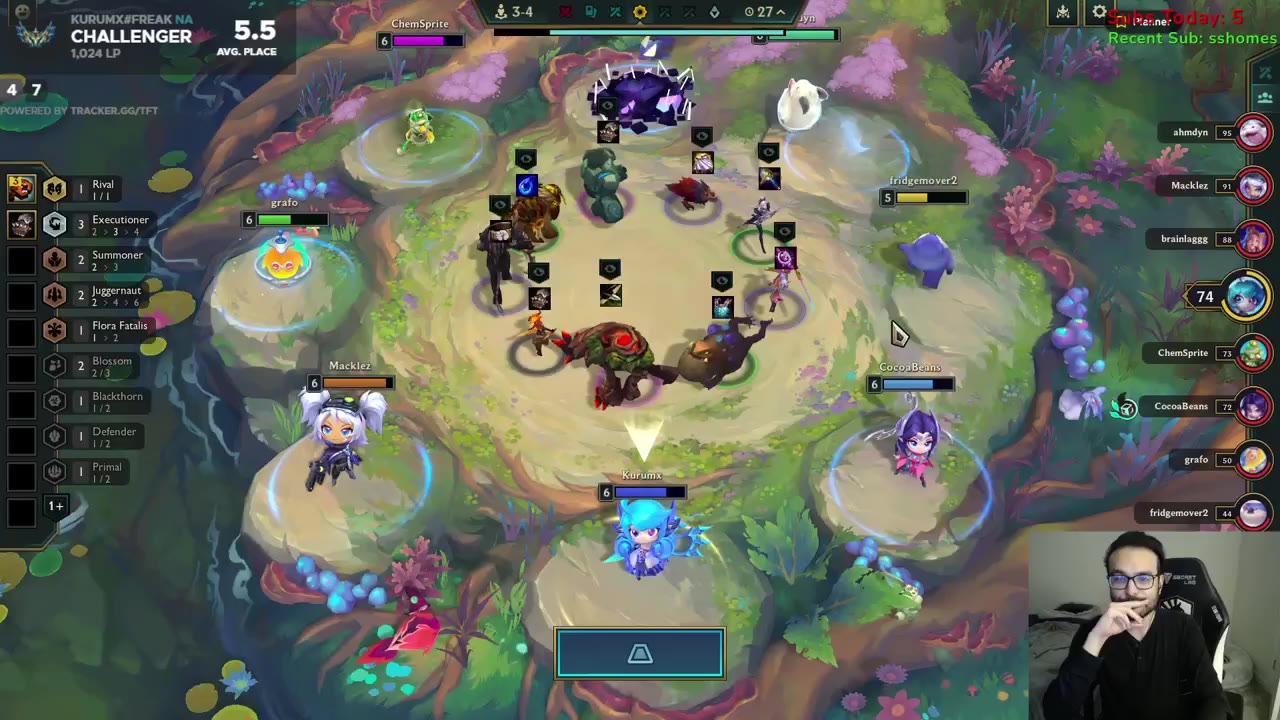 KURUMX#FREAK NA
CHALLENGER
1,024 LP
5.5
AVG. PLACE
4 7
POWERED BY TRACKER.GG/TFT
3-4
27
Subs Today: 5
Planner
Recent Sub: sshomes
ChemSprite
6
grafo
6
fridgemover2
5
Macklez
6
CocoaBeans
6
Kurumx
6
1 Rival
1 / 1
3 Executioner
2 > 3 > 4
2 Summoner
2 > 3
2 Juggernaut
2 > 4 > 6
1 Flora Fatalis
1 > 2
2 Blossom
2 / 3
1 Blackthorn
1 / 2
1 Defender
1 / 2
1 Primal
1 / 2
1+
ahmdyn 95
Macklez 91
brainlaggg 88
74
ChemSprite 73
CocoaBeans 72
grafo 50
fridgemover2 44
SECRETLAB